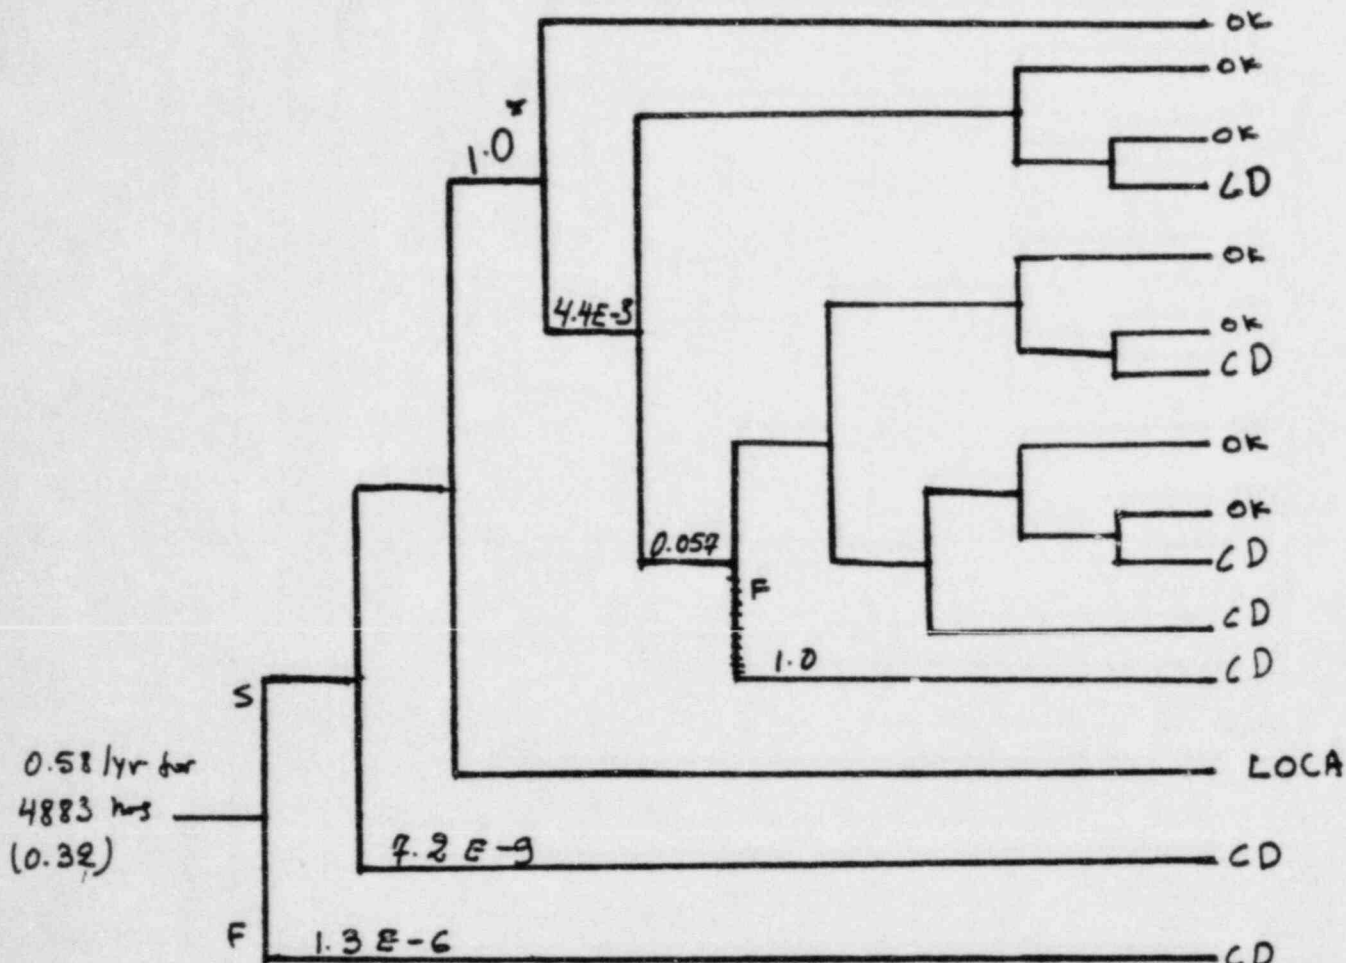 OK
OK
1.0*
OK
CD
OK
4.4E-3
OK
CD
OK
OK
0.057
CD
F
CD
1.0
CD
S
0.58/yr for
4883 hrs
(0.32)
LOCA
7.2 E-9
CD
F
1.3 E-6
CD